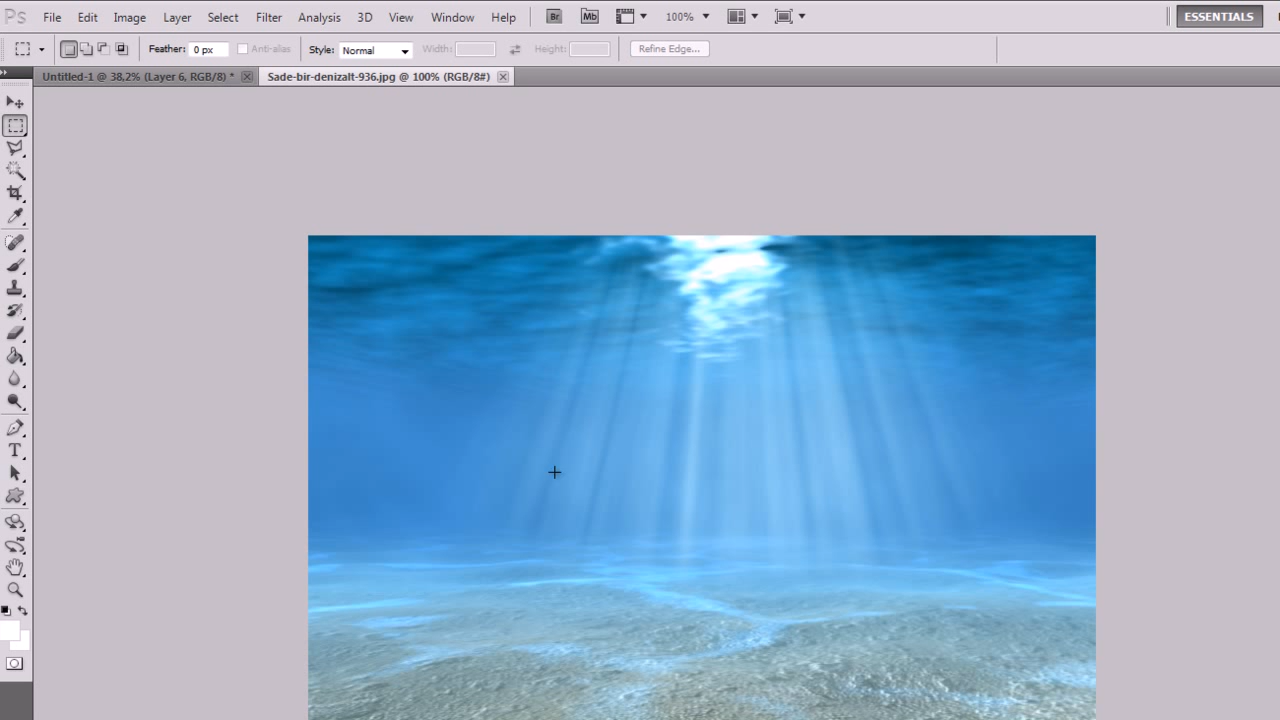 Ps File Edit Image Layer Select Filter Analysis 3D View Window Help Br Mb 100% ESSENTIALS
Feather: 0 px Anti-alias Style: Normal Width: Height: Refine Edge...
Untitled-1 @ 38,2% (Layer 6, RGB/8) * Sade-bir-denizalt-936.jpg @ 100% (RGB/8#)
T